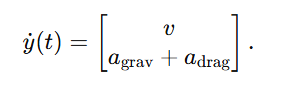 ẏ(t) = [ v
a_grav + a_drag ] .